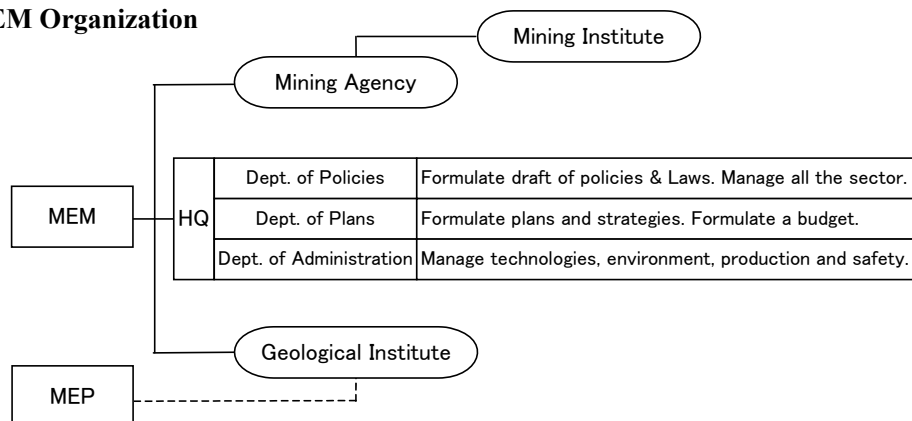 EM Organization
Mining Institute
Mining Agency
MEM
HQ
Dept. of Policies Formulate draft of policies & Laws. Manage all the sector.
Dept. of Plans Formulate plans and strategies. Formulate a budget.
Dept. of Administration Manage technologies, environment, production and safety.
Geological Institute
MEP